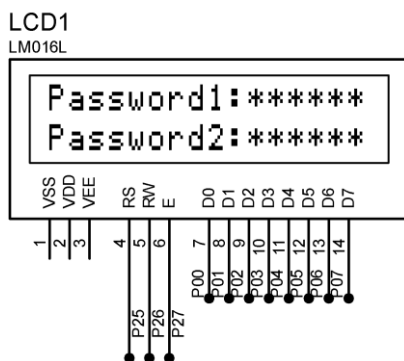 LCD1
LM016L
Password1:******
Password2:******
VSS
VDD
VEE
RS
RW
E
D0
D1
D2
D3
D4
D5
D6
D7
1
2
3
4
5
6
7
8
9
10
11
12
13
14
P25
P26
P27
P00
P01
P02
P03
P04
P05
P06
P07